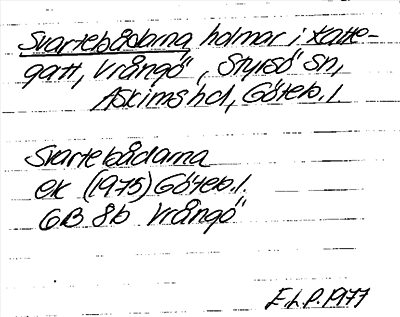 Svartebådarna, holmar i Katte-
gatt, Vrångö, Styrsö sn,
Askims hd, Göteb. l.
Svartebådarna
ek (1975) Göteb. l.
6B 8b Vrångö
E.L.P. 1977